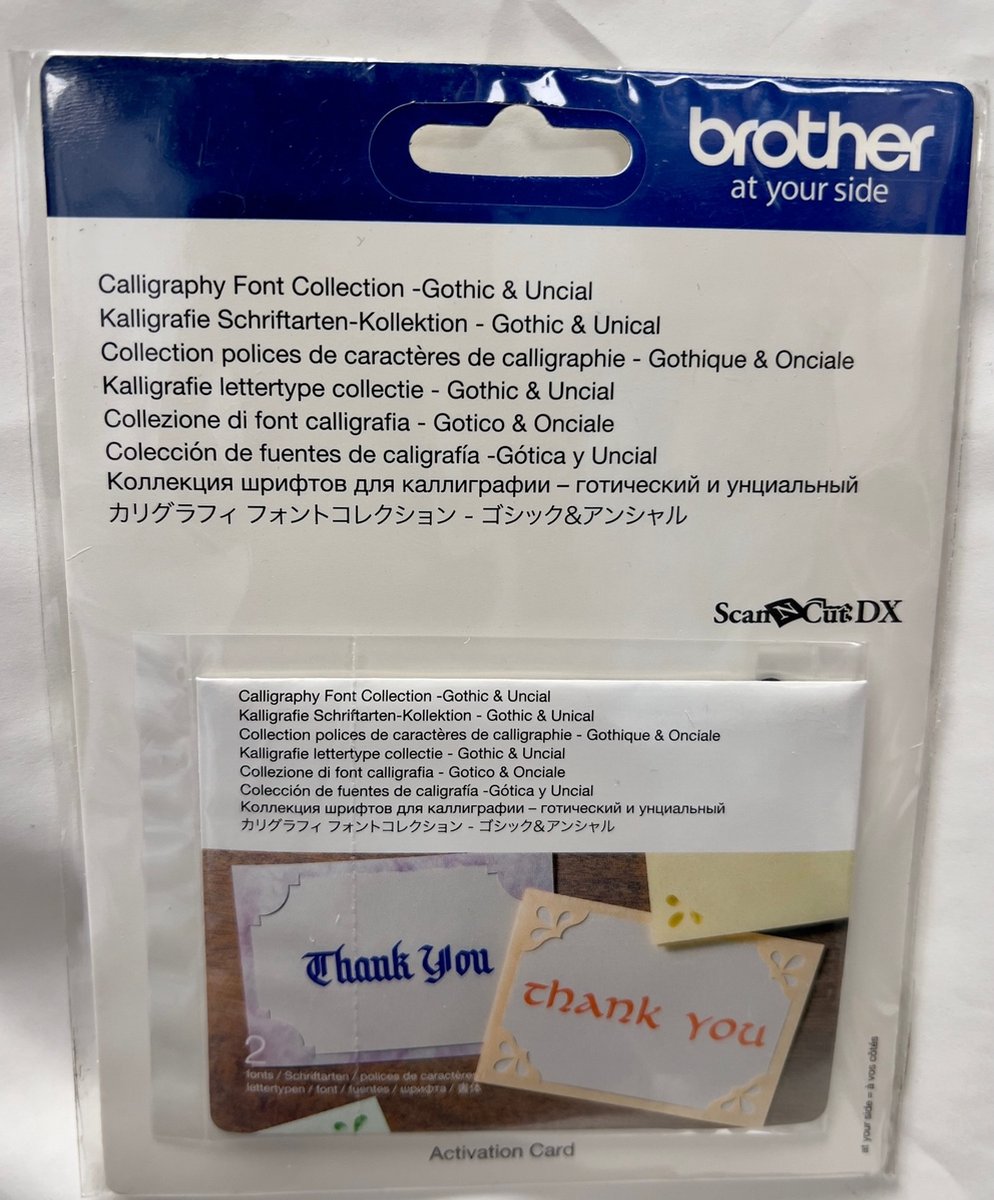 brother
at your side
Calligraphy Font Collection -Gothic & Uncial
Kalligrafie Schriftarten-Kollektion - Gothic & Unical
Collection polices de caractères de calligraphie - Gothique & Onciale
Kalligrafie lettertype collectie - Gothic & Uncial
Collezione di font calligrafia - Gotico & Onciale
Colección de fuentes de caligrafía -Gótica y Uncial
Коллекция шрифтов для каллиграфии – готический и унциальный
カリグラフィ フォントコレクション - ゴシック&アンシャル
ScanNCut DX
Calligraphy Font Collection -Gothic & Uncial
Kalligrafie Schriftarten-Kollektion - Gothic & Unical
Collection polices de caractères de calligraphie - Gothique & Onciale
Kalligrafie lettertype collectie - Gothic & Uncial
Collezione di font calligrafia - Gotico & Onciale
Colección de fuentes de caligrafía -Gótica y Uncial
Коллекция шрифтов для каллиграфии – готический и унциальный
カリグラフィ フォントコレクション - ゴシック&アンシャル
Thank You
Thank You
2
fonts / Schriftarten / polices de caractères
lettertypen / font / fuentes / шрифта / 書体
at your side = à vos côtés
Activation Card